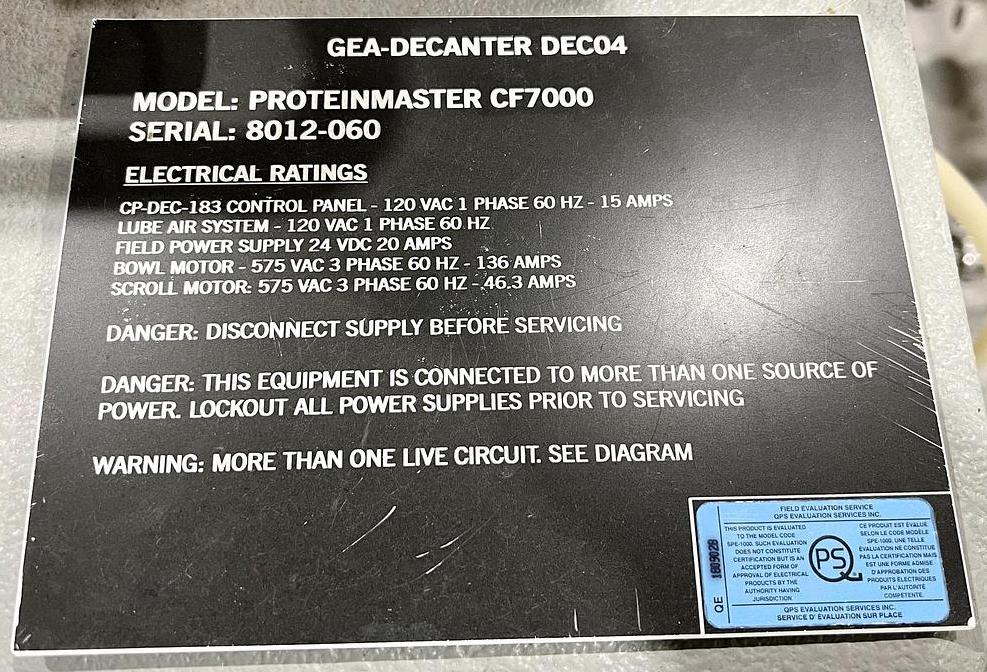 GEA-DECANTER DEC04
MODEL: PROTEINMASTER CF7000
SERIAL: 8012-060
ELECTRICAL RATINGS
CP-DEC-183 CONTROL PANEL - 120 VAC 1 PHASE 60 HZ - 15 AMPS
LUBE AIR SYSTEM - 120 VAC 1 PHASE 60 HZ
FIELD POWER SUPPLY 24 VDC 20 AMPS
BOWL MOTOR - 575 VAC 3 PHASE 60 HZ - 136 AMPS
SCROLL MOTOR: 575 VAC 3 PHASE 60 HZ - 46.3 AMPS
DANGER: DISCONNECT SUPPLY BEFORE SERVICING
DANGER: THIS EQUIPMENT IS CONNECTED TO MORE THAN ONE SOURCE OF
POWER. LOCKOUT ALL POWER SUPPLIES PRIOR TO SERVICING
WARNING: MORE THAN ONE LIVE CIRCUIT. SEE DIAGRAM
FIELD EVALUATION SERVICE
QPS EVALUATION SERVICES INC.
THIS PRODUCT IS EVALUATED
TO THE MODEL CODE
SPE-1000. SUCH EVALUATION
DOES NOT CONSTITUTE
CERTIFICATION BUT IS AN
ACCEPTED FORM OF
APPROVAL OF ELECTRICAL
PRODUCTS BY THE
AUTHORITY HAVING
JURISDICTION.
QPS
CE PRODUIT EST ÉVALUÉ
SELON LE CODE MODÈLE
SPE-1000. UNE TELLE
ÉVALUATION NE CONSTITUE
PAS LA CERTIFICATION MAIS
EST UNE FORME ADMISE
D'APPROBATION DES
PRODUITS ÉLECTRIQUES
PAR L'AUTORITÉ
COMPÉTENTE.
QE
QPS EVALUATION SERVICES INC.
SERVICE D' ÉVALUATION SUR PLACE